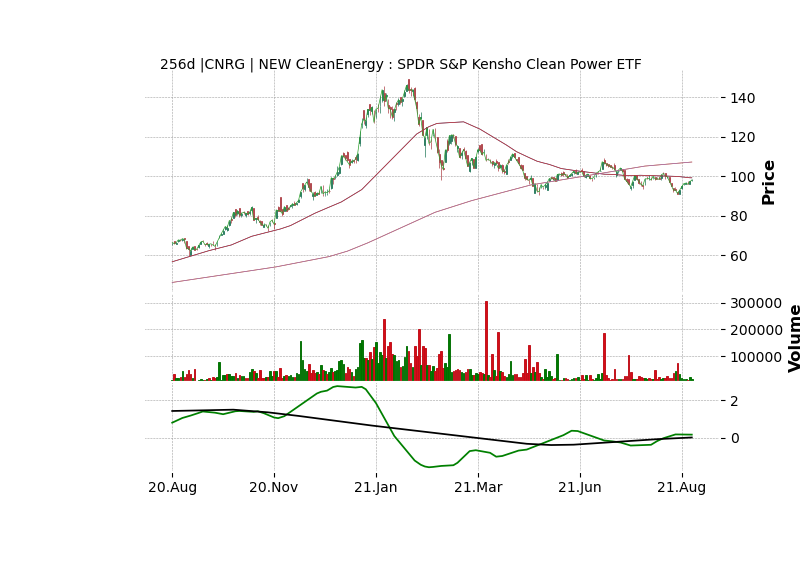 256d |CNRG | NEW CleanEnergy : SPDR S&P Kensho Clean Power ETF
140
120
100
80
60
Price
300000
200000
100000
Volume
2
0
20.Aug 20.Nov 21.Jan 21.Mar 21.Jun 21.Aug